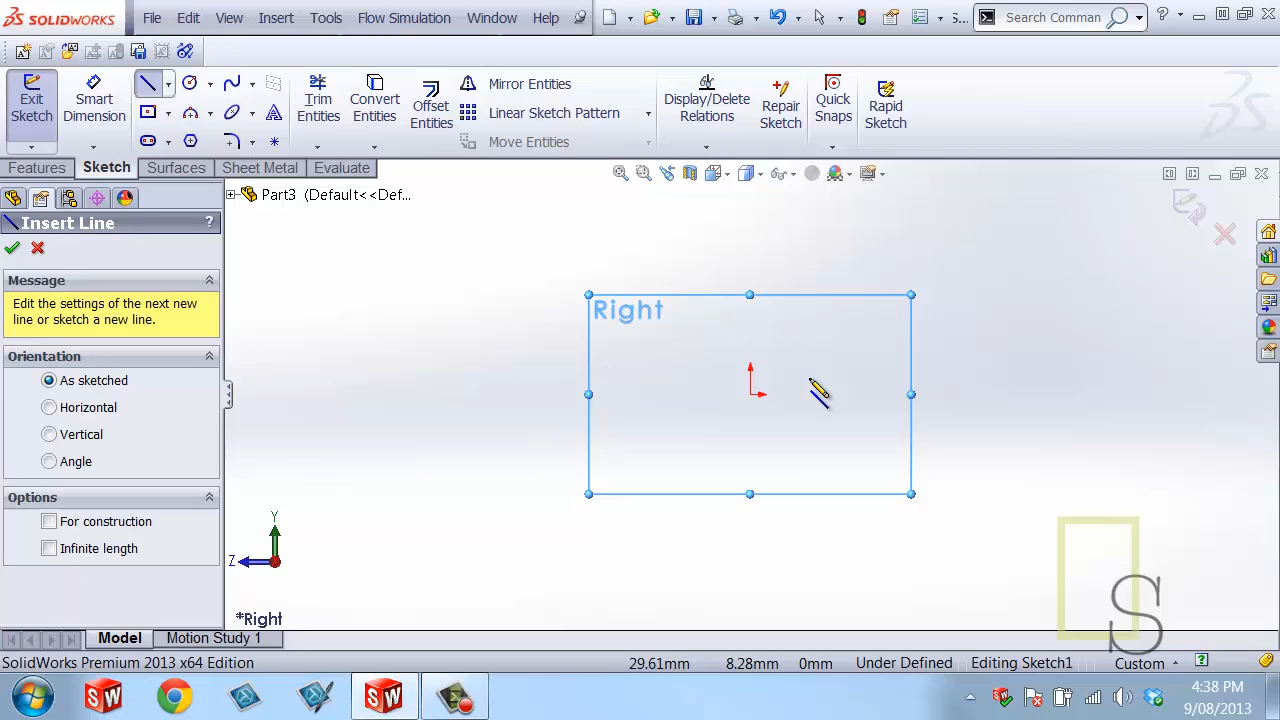 SOLIDWORKS File Edit View Insert Tools Flow Simulation Window Help S... Search Comman ?
Exit Sketch
Smart Dimension
Trim Entities
Convert Entities
Offset Entities
Mirror Entities
Linear Sketch Pattern
Move Entities
Display/Delete Relations
Repair Sketch
Quick Snaps
Rapid Sketch
Features Sketch Surfaces Sheet Metal Evaluate
Part3 (Default<<Def...
Insert Line ?
Message
Edit the settings of the next new
line or sketch a new line.
Orientation
As sketched
Horizontal
Vertical
Angle
Options
For construction
Infinite length
Right
Y
Z
*Right
S
Model Motion Study 1
SolidWorks Premium 2013 x64 Edition 29.61mm 8.28mm 0mm Under Defined Editing Sketch1 Custom ?
4:38 PM
9/08/2013